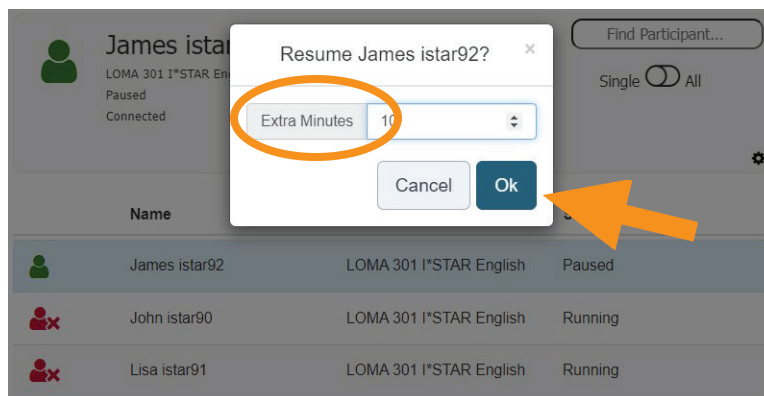 James istar
LOMA 301 I*STAR En
Paused
Connected
Resume James istar92?
×
Extra Minutes 10
Cancel Ok
Find Participant...
Single All
Name
James istar92 LOMA 301 I*STAR English Paused
John istar90 LOMA 301 I*STAR English Running
Lisa istar91 LOMA 301 I*STAR English Running